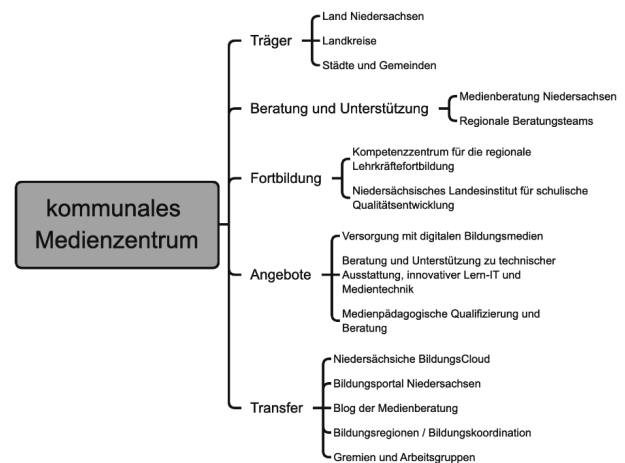 kommunales
Medienzentrum
Träger
Land Niedersachsen
Landkreise
Städte und Gemeinden
Beratung und Unterstützung
Medienberatung Niedersachsen
Regionale Beratungsteams
Fortbildung
Kompetenzzentrum für die regionale
Lehrkräftefortbildung
Niedersächsisches Landesinstitut für schulische
Qualitätsentwicklung
Angebote
Versorgung mit digitalen Bildungsmedien
Beratung und Unterstützung zu technischer
Ausstattung, innovativer Lern-IT und
Medientechnik
Medienpädagogische Qualifizierung und
Beratung
Transfer
Niedersächsiche BildungsCloud
Bildungsportal Niedersachsen
Blog der Medienberatung
Bildungsregionen / Bildungskoordination
Gremien und Arbeitsgruppen